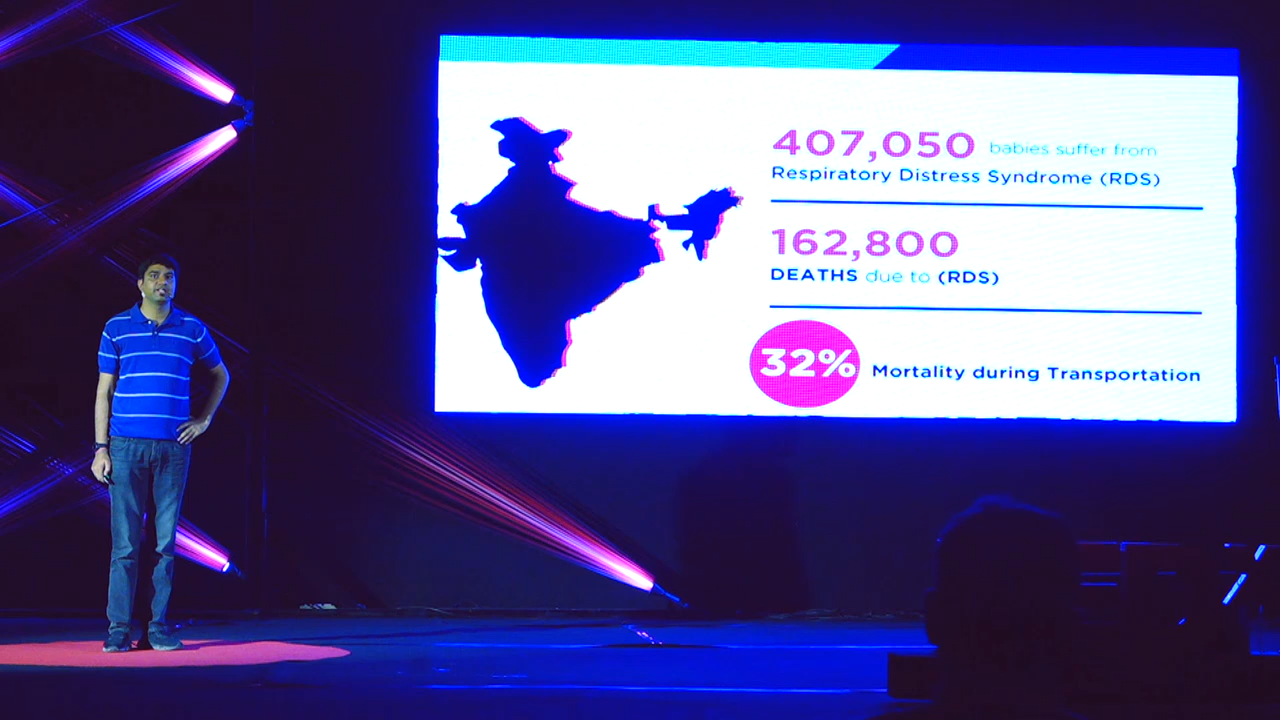 407,050 babies suffer from
Respiratory Distress Syndrome (RDS)
162,800
DEATHS due to (RDS)
32% Mortality during Transportation